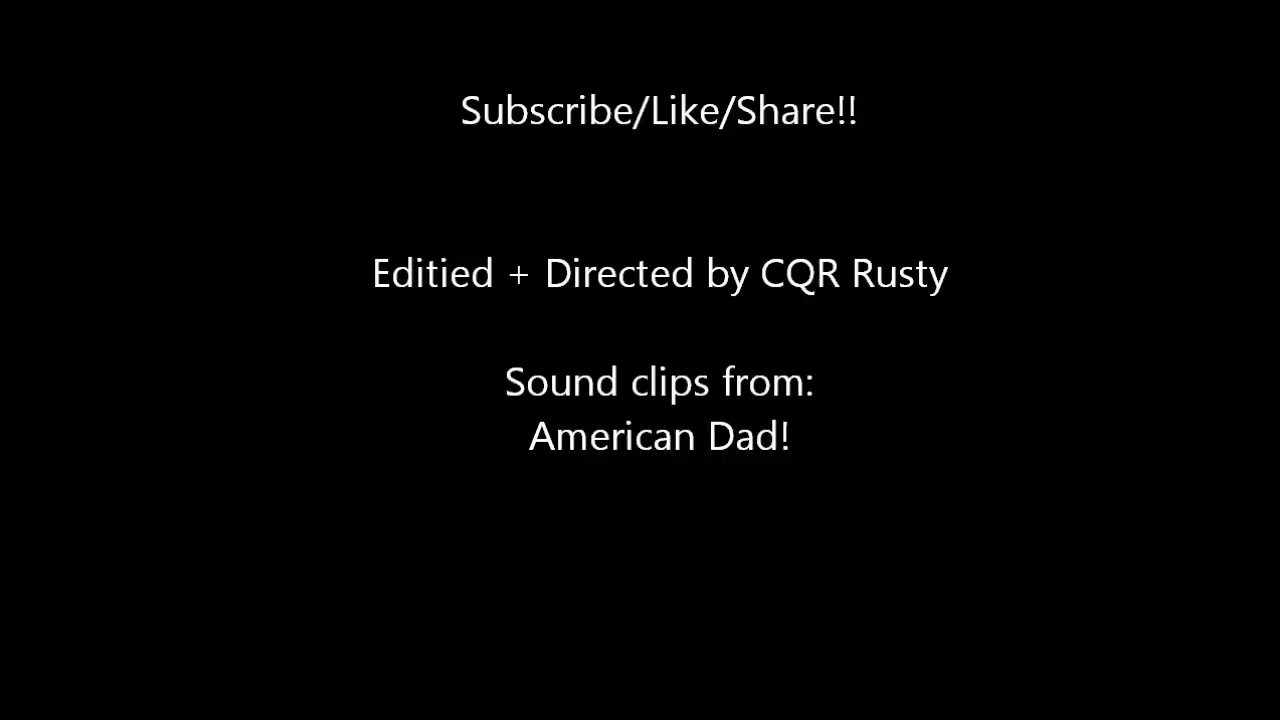 Subscribe/Like/Share!!
Editied + Directed by CQR Rusty
Sound clips from:
American Dad!